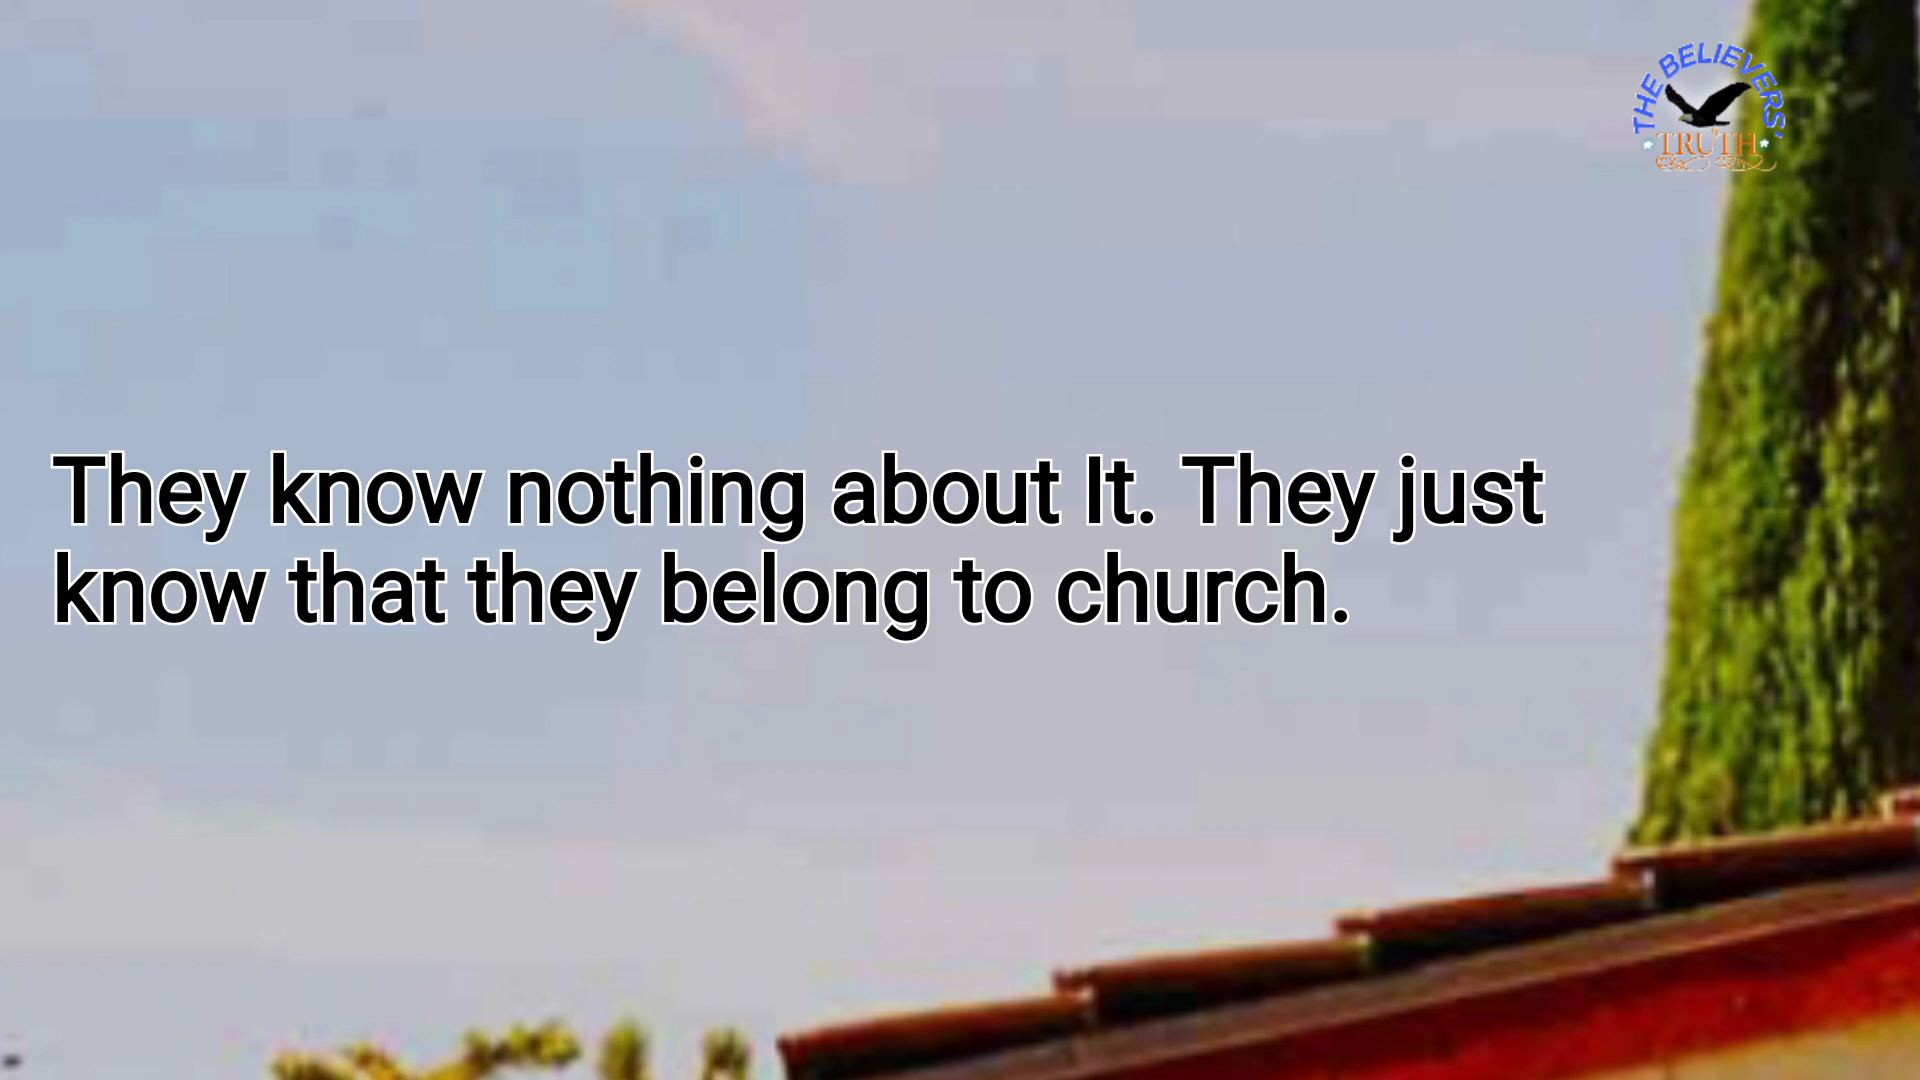 THE BELIEVERS'
TRUTH
They know nothing about It. They just
know that they belong to church.